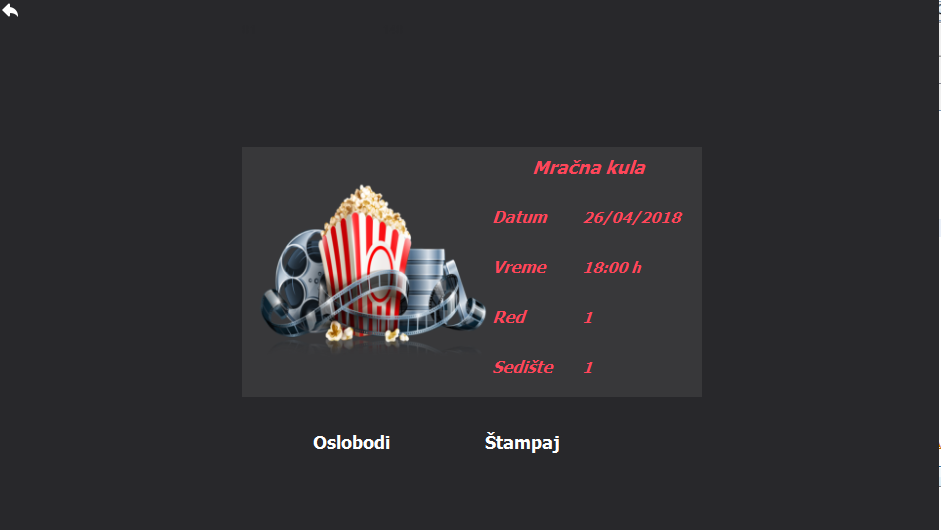 Mračna kula
Datum 26/04/2018
Vreme 18:00 h
Red 1
Sedište 1
Oslobodi Štampaj